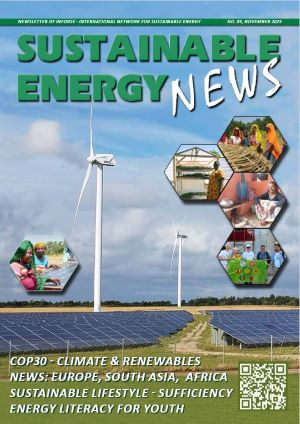 NEWSLETTER OF INFORSE - INTERNATIONAL NETWORK FOR SUSTAINABLE ENERGY NO. 89, NOVEMBER 2025
SUSTAINABLE
ENERGY NEWS
COP30 - CLIMATE & RENEWABLES
NEWS: EUROPE, SOUTH ASIA, AFRICA
SUSTAINABLE LIFESTYLE - SUFFICIENCY
ENERGY LITERACY FOR YOUTH